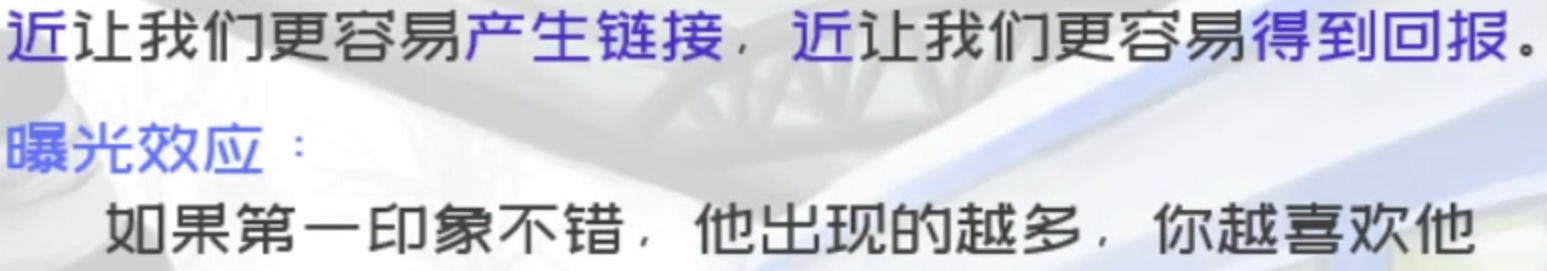 近让我们更容易产生链接，近让我们更容易得到回报。
曝光效应：
如果第一印象不错，他出现的越多，你越喜欢他